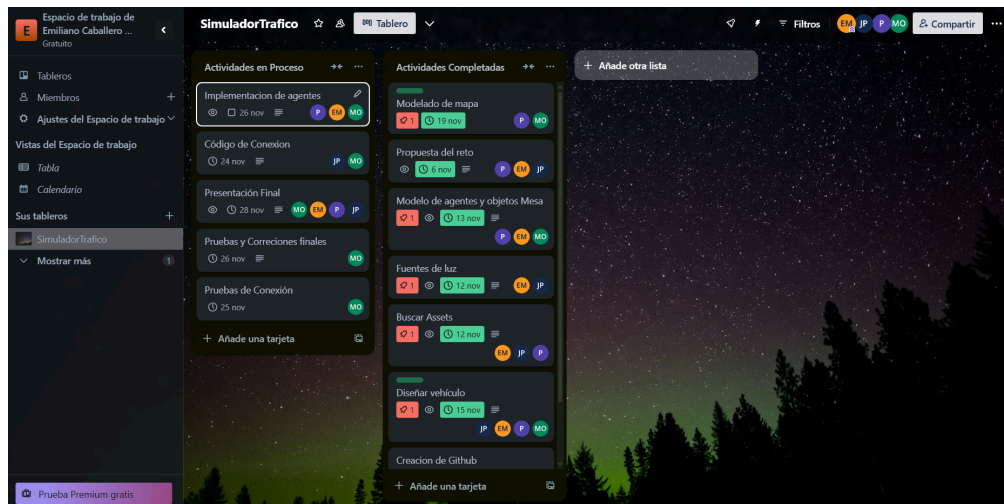 Espacio de trabajo de
E
Emiliano Caballero ...
Gratuito
Tableros
Miembros
Ajustes del Espacio de trabajo
Vistas del Espacio de trabajo
Tabla
Calendario
Sus tableros
SimuladorTrafico
Mostrar más
1
Prueba Premium gratis
SimuladorTrafico
Tablero
Filtros
EM JP P MO
Compartir
Actividades en Proceso
Implementacion de agentes
26 nov
P EM MO
Código de Conexion
24 nov
JP MO
Presentación Final
28 nov
MO EM P JP
Pruebas y Correciones finales
26 nov
MO
Pruebas de Conexión
25 nov
MO
Añade una tarjeta
Actividades Completadas
Modelado de mapa
1 19 nov
P MO
Propuesta del reto
6 nov
P EM JP
Modelo de agentes y objetos Mesa
1 13 nov
P EM MO
Fuentes de luz
1 12 nov
EM JP
Buscar Assets
1 12 nov
EM JP P
Diseñar vehículo
1 15 nov
JP EM P MO
Creacion de Github
Añade una tarjeta
Añade otra lista